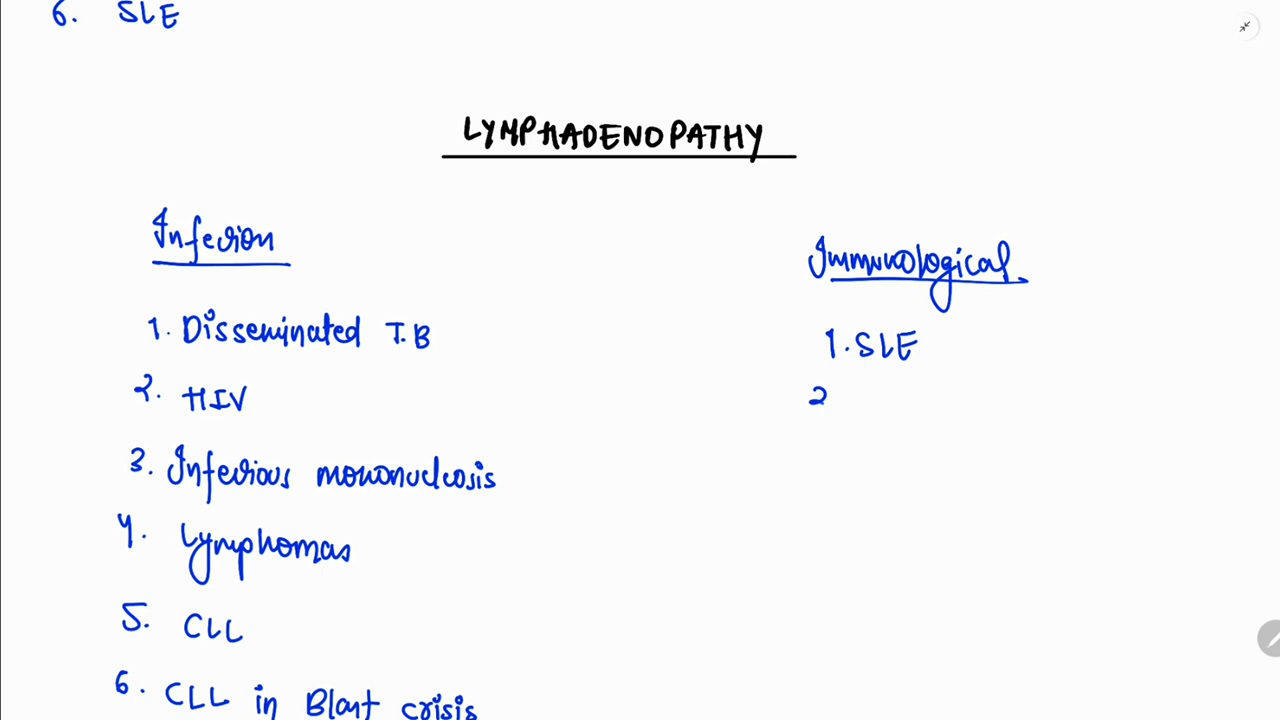 6. SLE
LYMPHADENOPATHY
Infection
1. Disseminated T.B
2. HIV
3. Infectious mononucleosis
4. Lymphomas
5. CLL
6. CLL in Blast crisis
Immunological
1. SLE
2